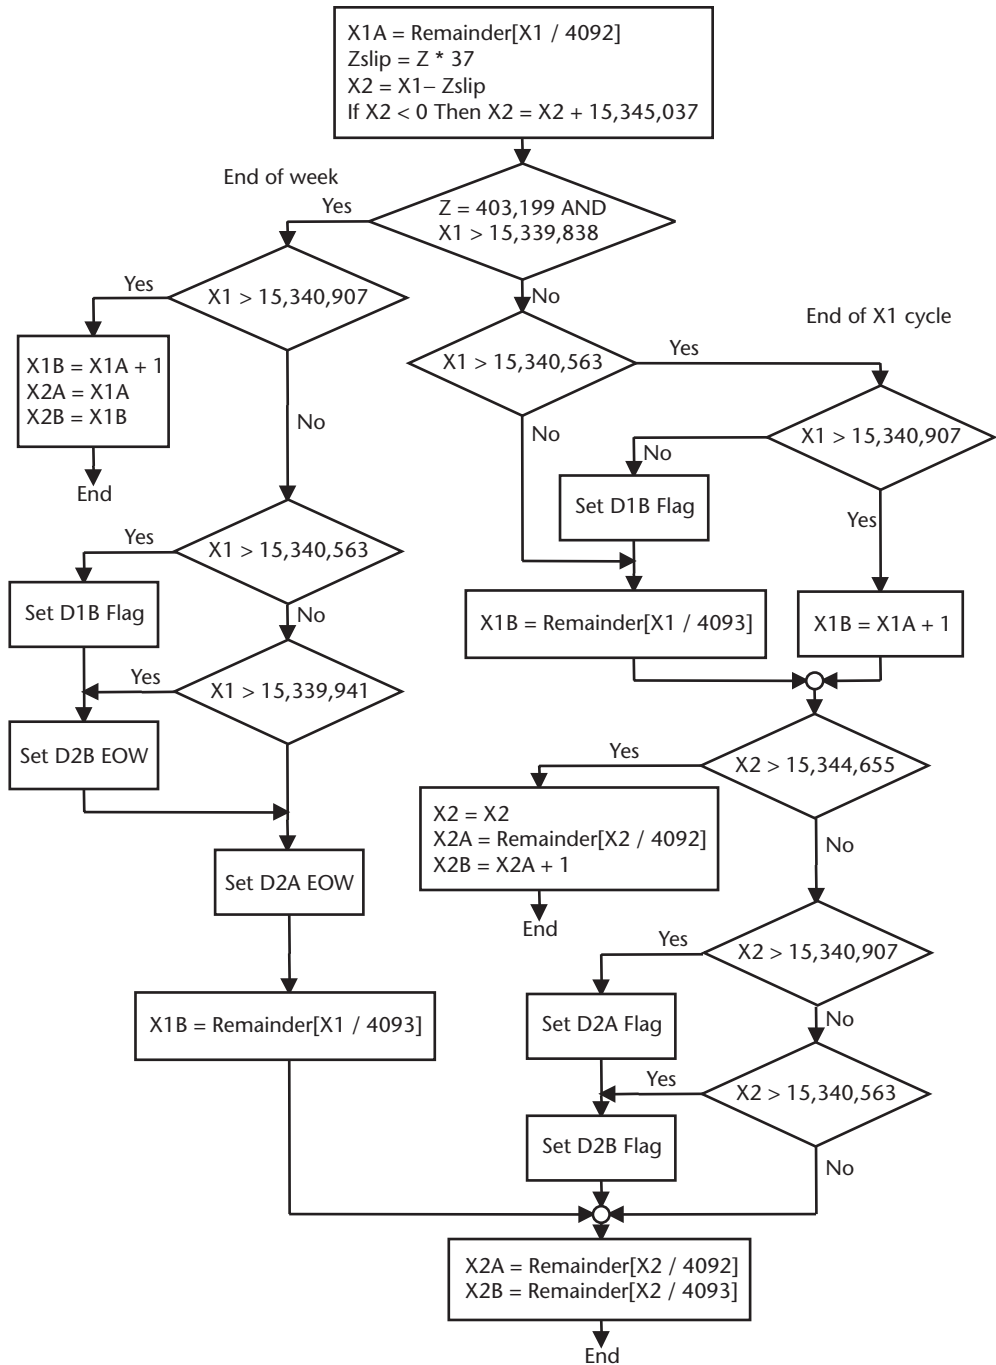 X1A = Remainder[X1 / 4092]
Zslip = Z * 37
X2 = X1– Zslip
If X2 < 0 Then X2 = X2 + 15,345,037
End of week
Yes
Z = 403,199 AND
X1 > 15,339,838
No
Yes
X1 > 15,340,907
X1B = X1A + 1
X2A = X1A
X2B = X1B
End
No
End of X1 cycle
X1 > 15,340,563
Yes
No
X1 > 15,340,907
No
Set D1B Flag
Yes
Yes
X1 > 15,340,563
Set D1B Flag
No
X1B = Remainder[X1 / 4093]
X1B = X1A + 1
Yes
X1 > 15,339,941
Set D2B EOW
Set D2A EOW
X1B = Remainder[X1 / 4093]
Yes
X2 > 15,344,655
X2 = X2
X2A = Remainder[X2 / 4092]
X2B = X2A + 1
End
No
Yes
X2 > 15,340,907
Set D2A Flag
No
Yes
X2 > 15,340,563
Set D2B Flag
No
X2A = Remainder[X2 / 4092]
X2B = Remainder[X2 / 4093]
End